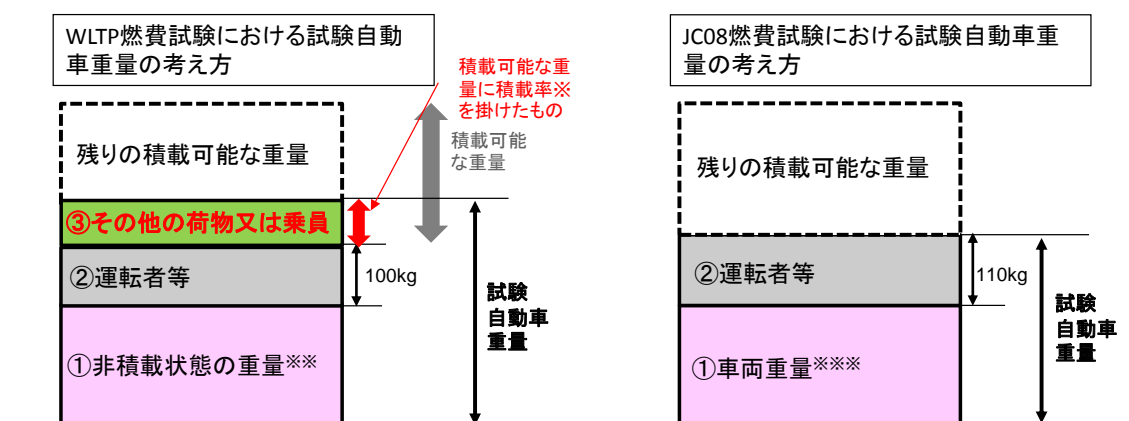 WLTP燃費試験における試験自動
車重量の考え方
積載可能な重
量に積載率※
を掛けたもの
積載可能
な重量
残りの積載可能な重量
③その他の荷物又は乗員
②運転者等
100kg
試験
自動車
重量
①非積載状態の重量※※
JC08燃費試験における試験自動車重
量の考え方
残りの積載可能な重量
②運転者等
110kg
試験
自動車
重量
①車両重量※※※